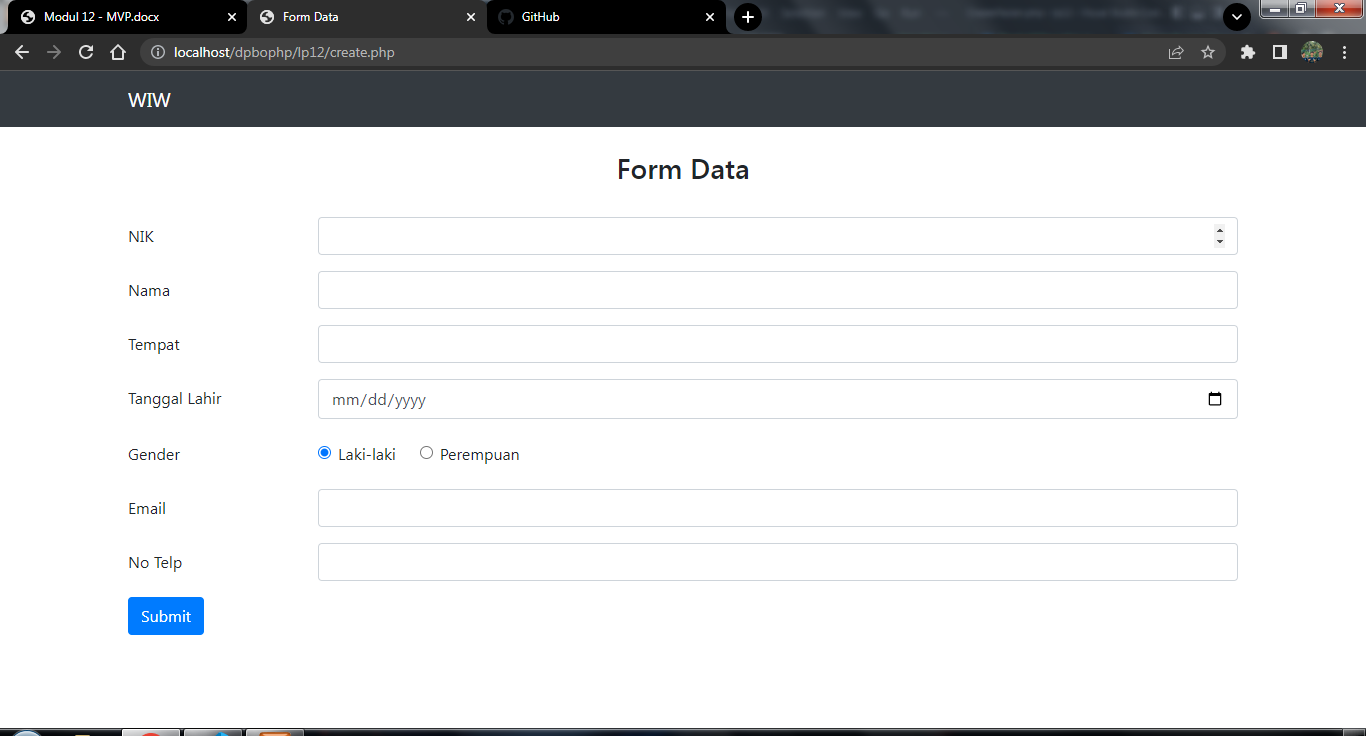 Modul 12 - MVP.docx
Form Data
GitHub
localhost/dpbophp/lp12/create.php
WIW
Form Data
NIK
Nama
Tempat
Tanggal Lahir
mm/dd/yyyy
Gender
Laki-laki
Perempuan
Email
No Telp
Submit